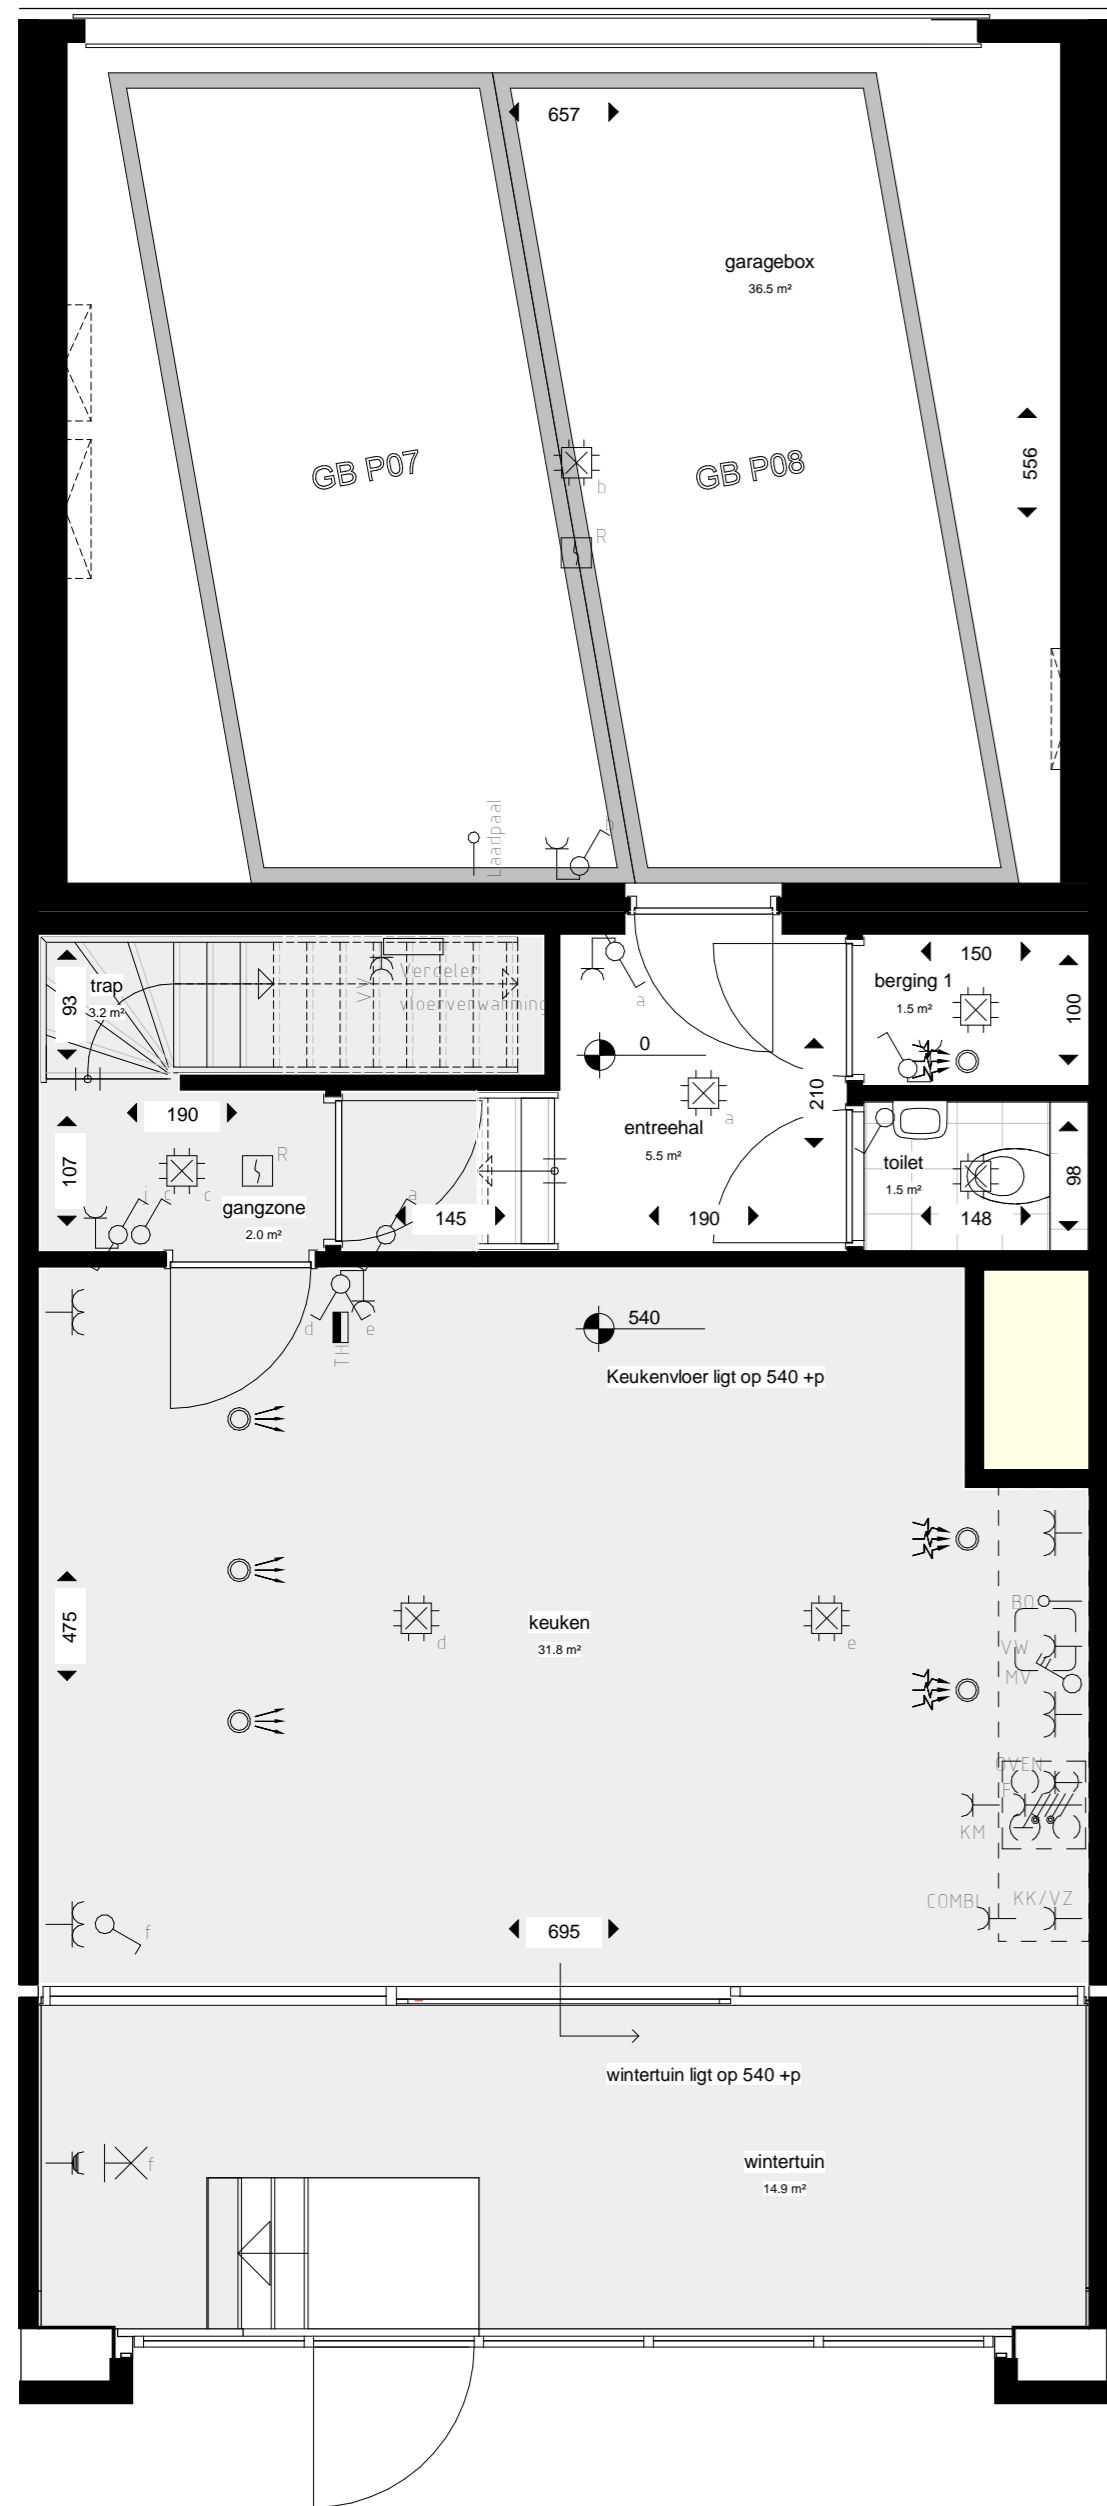 657
garagebox
36.5 m²
556
GB P07
GB P08
b
R
Laadpaal
b
93
trap
3.2 m²
VV
Verdeler
vloerverwarming
a
0
berging 1
1.5 m²
150
100
190
107
R
c
c
gangzone
2.0 m²
a
145
entreehal
5.5 m²
a
210
190
toilet
1.5 m²
98
148
d
e
TH
540
Keukenvloer ligt op 540 +p
475
d
keuken
31.8 m²
e
BO
VW
MV
OVEN
F
KM
COMBI
KK/VZ
f
695
wintertuin ligt op 540 +p
f
wintertuin
14.9 m²